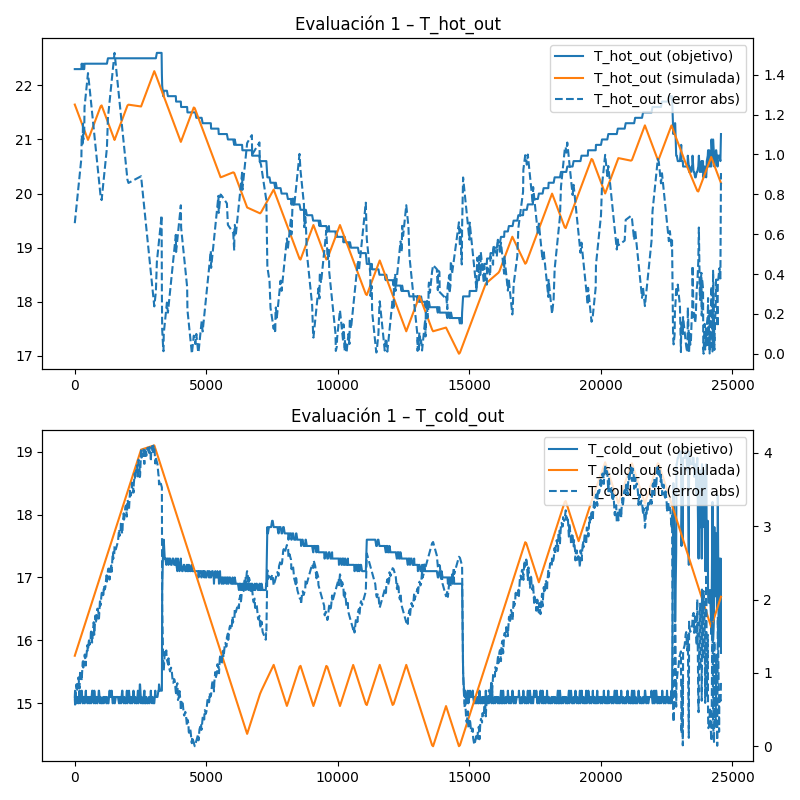 Evaluación 1 – T_hot_out
T_hot_out (objetivo)
T_hot_out (simulada)
T_hot_out (error abs)
22
21
20
19
18
17
1.4
1.2
1.0
0.8
0.6
0.4
0.2
0.0
0 5000 10000 15000 20000 25000
Evaluación 1 – T_cold_out
T_cold_out (objetivo)
T_cold_out (simulada)
T_cold_out (error abs)
19
18
17
16
15
4
3
2
1
0
0 5000 10000 15000 20000 25000